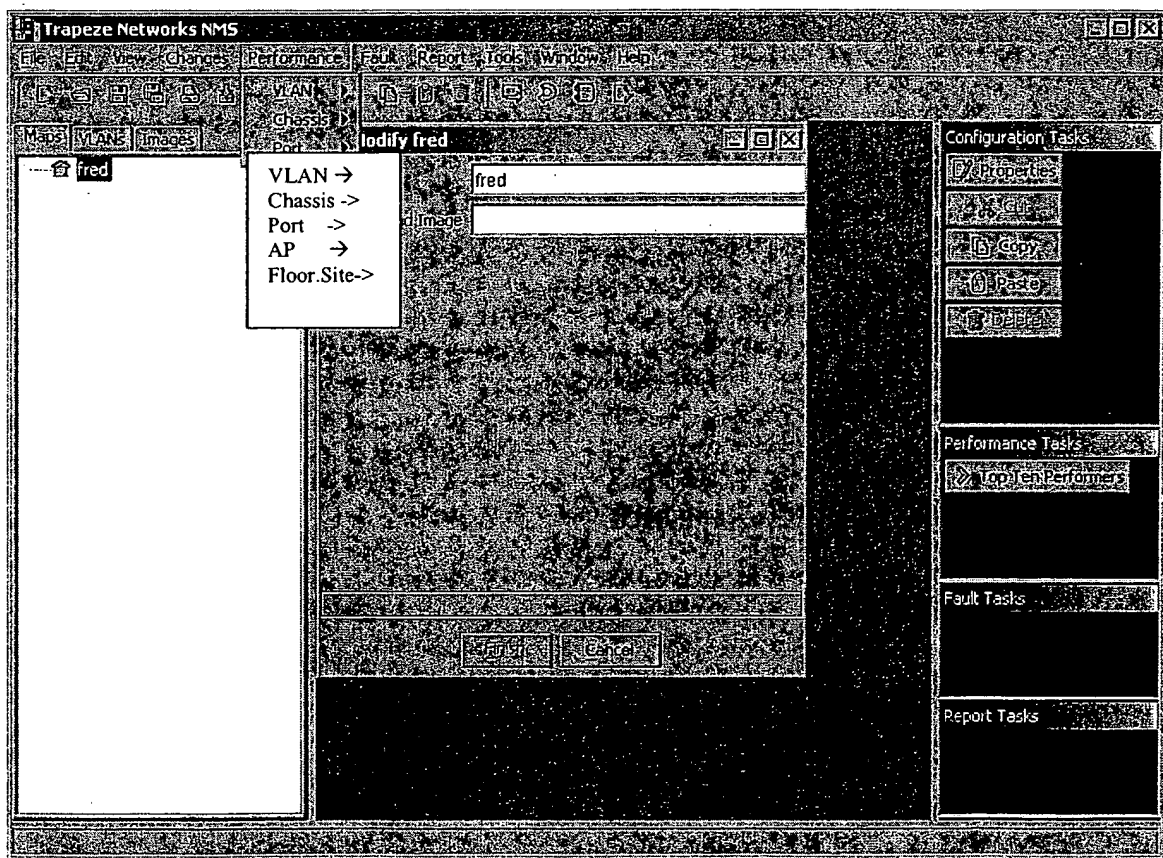 Trapeze Networks NMS
File Edit View Changes Performance Fault Report Tools Window Help
VLAN
Chassis
Port
Maps VLANs Images
fred
VLAN →
Chassis ->
Port ->
AP →
Floor.Site->
odify fred
fred
d Image
Cancel
Configuration Tasks
Properties
Cut
Copy
Paste
Delete
Performance Tasks
Top Ten Performers
Fault Tasks
Report Tasks